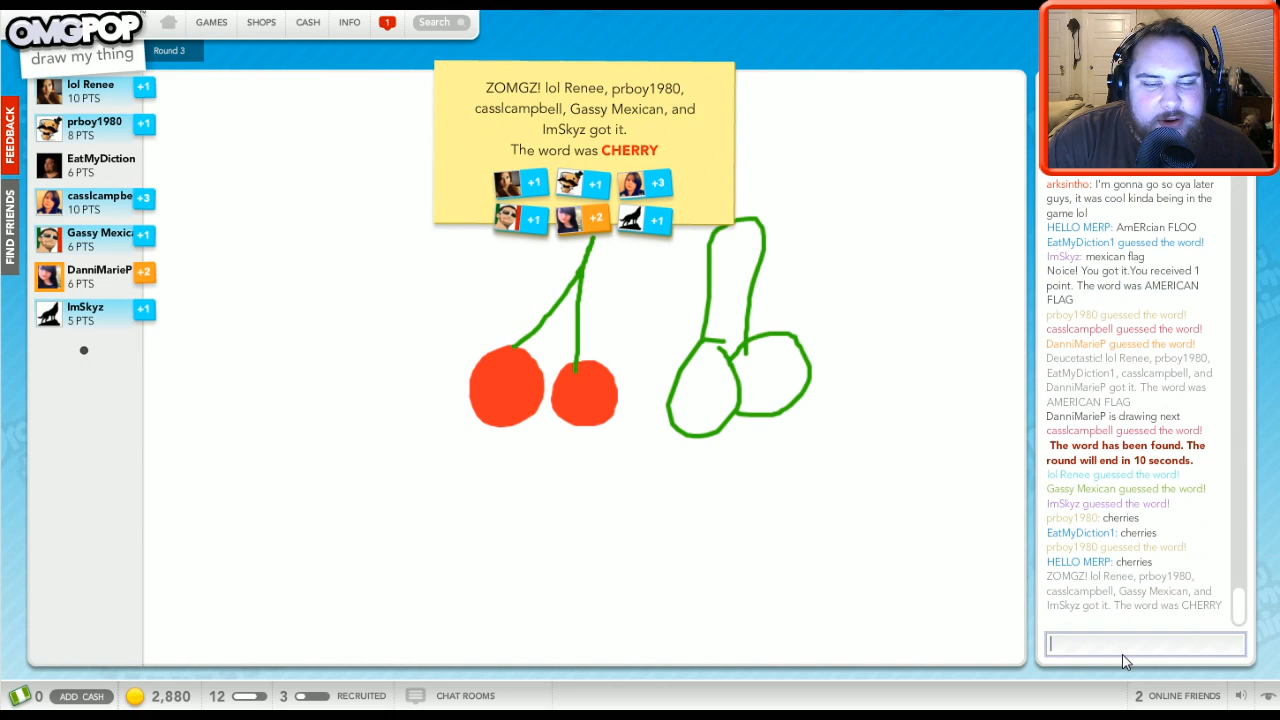 OMGPOP
draw my thing
GAMES
SHOPS
CASH
INFO
1
Search
Round 3
FEEDBACK
FIND FRIENDS
lol Renee +1
10 PTS
prboy1980 +1
8 PTS
EatMyDiction
6 PTS
casslcampbe +3
10 PTS
Gassy Mexica +1
6 PTS
DanniMarieP +2
6 PTS
ImSkyz +1
5 PTS
ZOMGZ! lol Renee, prboy1980,
casslcampbell, Gassy Mexican, and
ImSkyz got it.
The word was CHERRY
+1 +1 +3
+1 +2 +1
arksintho: I'm gonna go so cya later
guys, it was cool kinda being in the
game lol
HELLO MERP: AmERcian FLOO
EatMyDiction1 guessed the word!
ImSkyz: mexican flag
Noice! You got it.You received 1
point. The word was AMERICAN
FLAG
prboy1980 guessed the word!
casslcampbell guessed the word!
DanniMarieP guessed the word!
Deucetastic! lol Renee, prboy1980,
EatMyDiction1, casslcampbell, and
DanniMarieP got it. The word was
AMERICAN FLAG
DanniMarieP is drawing next
casslcampbell guessed the word!
The word has been found. The
round will end in 10 seconds.
lol Renee guessed the word!
Gassy Mexican guessed the word!
ImSkyz guessed the word!
prboy1980: cherries
EatMyDiction1: cherries
prboy1980 guessed the word!
HELLO MERP: cherries
ZOMGZ! lol Renee, prboy1980,
casslcampbell, Gassy Mexican, and
ImSkyz got it. The word was CHERRY
0
ADD CASH
2,880
12
3
RECRUITED
CHAT ROOMS
2 ONLINE FRIENDS